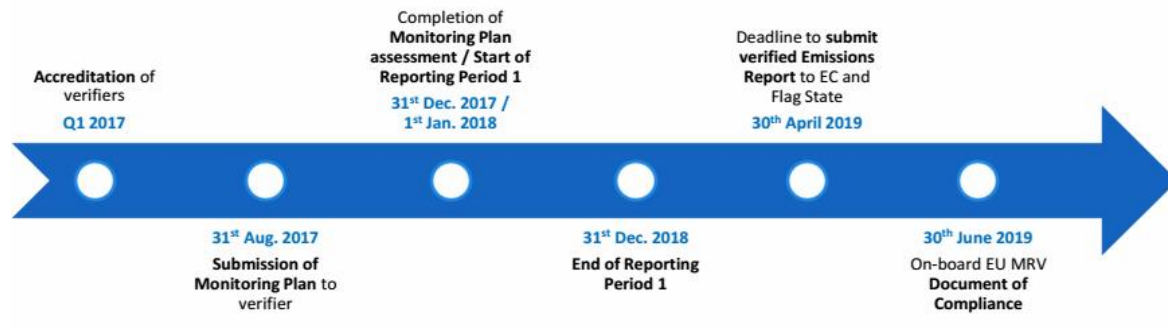 Accreditation of
verifiers
Q1 2017
31st Aug. 2017
Submission of
Monitoring Plan to
verifier
Completion of
Monitoring Plan
assessment / Start of
Reporting Period 1
31st Dec. 2017 /
1st Jan. 2018
31st Dec. 2018
End of Reporting
Period 1
Deadline to submit
verified Emissions
Report to EC and
Flag State
30th April 2019
30th June 2019
On-board EU MRV
Document of
Compliance